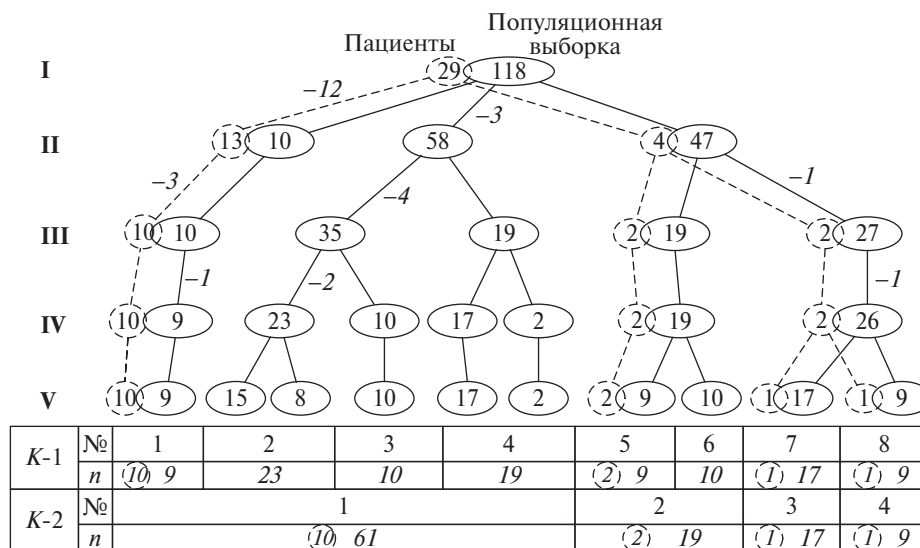 Популяционная
Пациенты выборка
I 29 118
–12 –3
II 13 10 58 4 47
–3 –4 –1
III 10 10 35 19 2 19 2 27
–1 –2 –1
IV 10 9 23 10 17 2 2 19 2 26
V 10 9 15 8 10 17 2 2 9 10 1 17 1 9
K-1 № 1 2 3 4 5 6 7 8
n 10 9 23 10 19 2 9 10 1 17 1 9
K-2 № 1 2 3 4
n 10 61 2 19 1 17 1 9